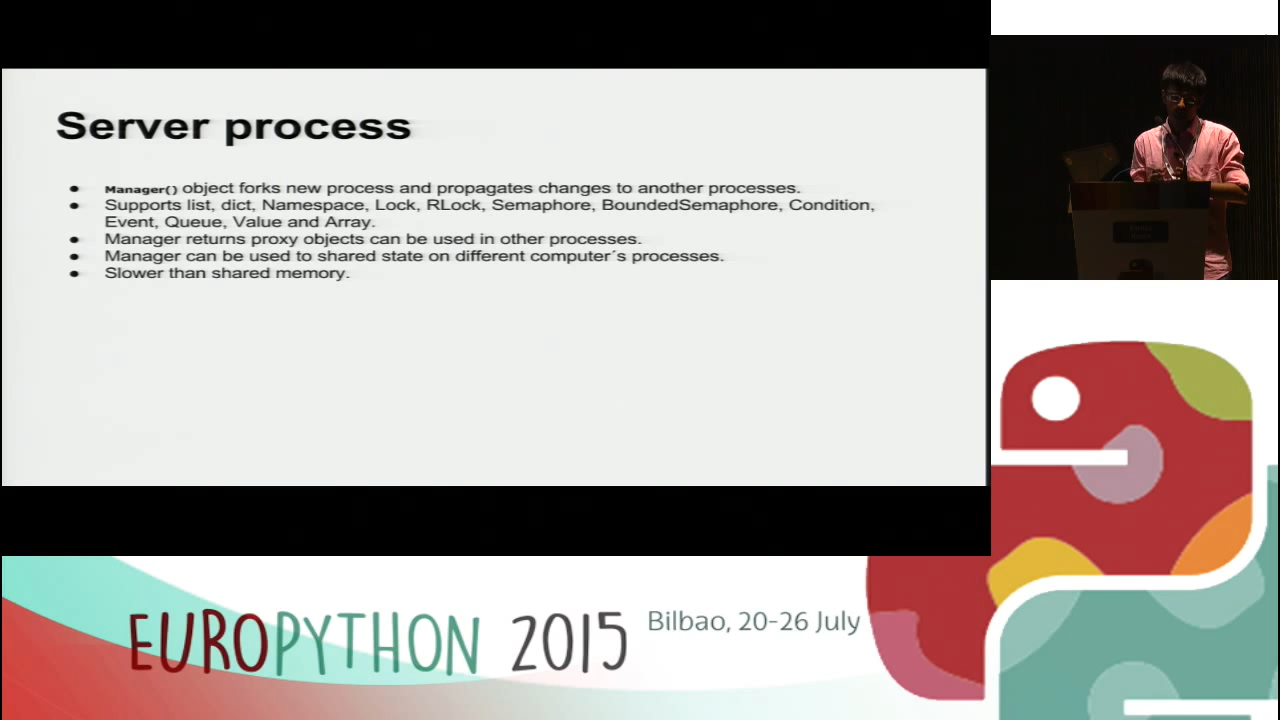 Server process
● Manager() object forks new process and propagates changes to another processes.
● Supports list, dict, Namespace, Lock, RLock, Semaphore, BoundedSemaphore, Condition,
Event, Queue, Value and Array.
● Manager returns proxy objects can be used in other processes.
● Manager can be used to shared state on different computer´s processes.
● Slower than shared memory.
EUROPYTHON 2015
Bilbao, 20-26 July